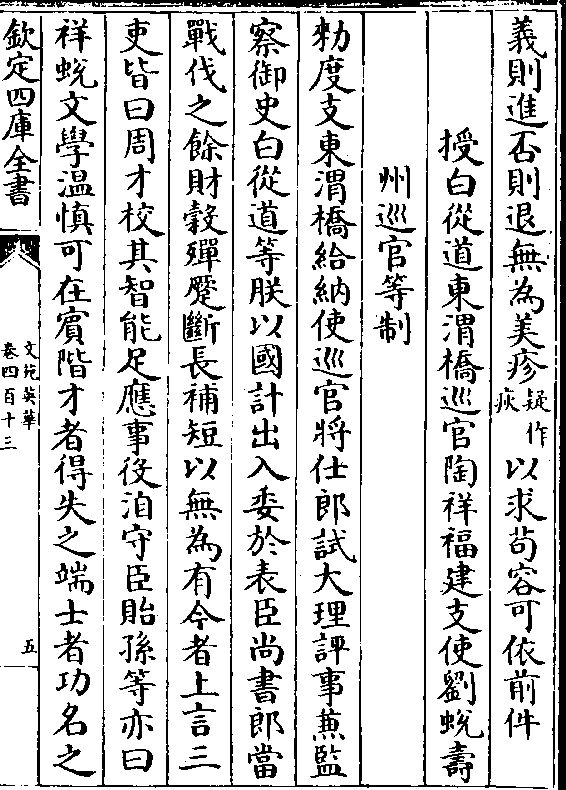 義則進否則退無為美疹疑作疢以求苟容可依前件
授白從道東渭橋巡官陶祥福建支使劉蛻壽
州巡官等制
勑度支東渭橋給納使巡官將仕郎試大理評事兼監
察御史白從道等朕以國計出入委於表臣尚書郎當
戰伐之餘財穀殫蹙斷長補短以無為有今者上言三
吏皆曰周才校其智能足應事役洎守臣貽孫等亦曰
祥蛻文學温慎可在賓階才者得失之端士者功名之
欽定四庫全書
文苑英華
卷四百十三
五